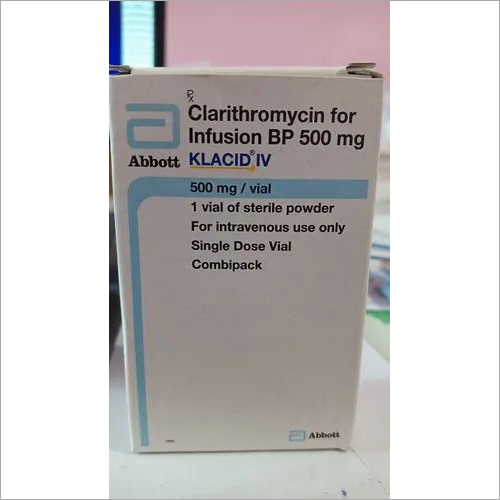 Rx
Clarithromycin for
Infusion BP 500 mg
Abbott
KLACID® IV
500 mg / vial
1 vial of sterile powder
For intravenous use only
Single Dose Vial
Combipack
Abbott